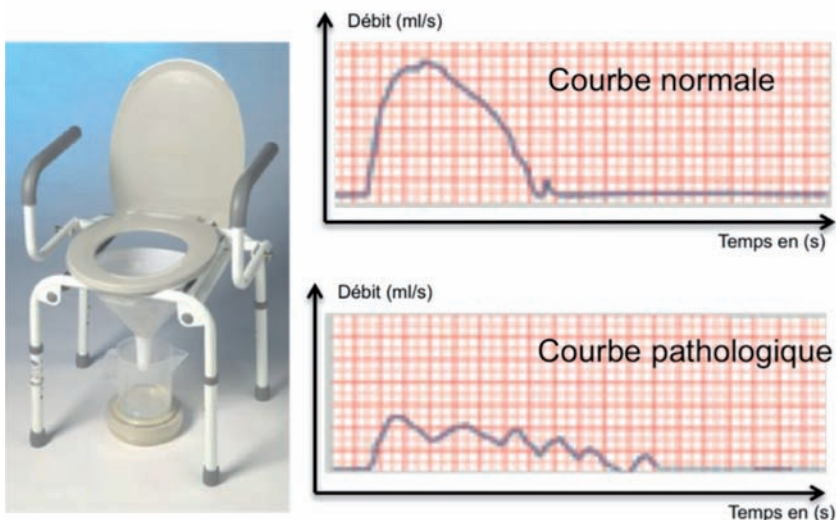 Débit (ml/s)
Courbe normale
Temps en (s)
Débit (ml/s)
Courbe pathologique
Temps en (s)